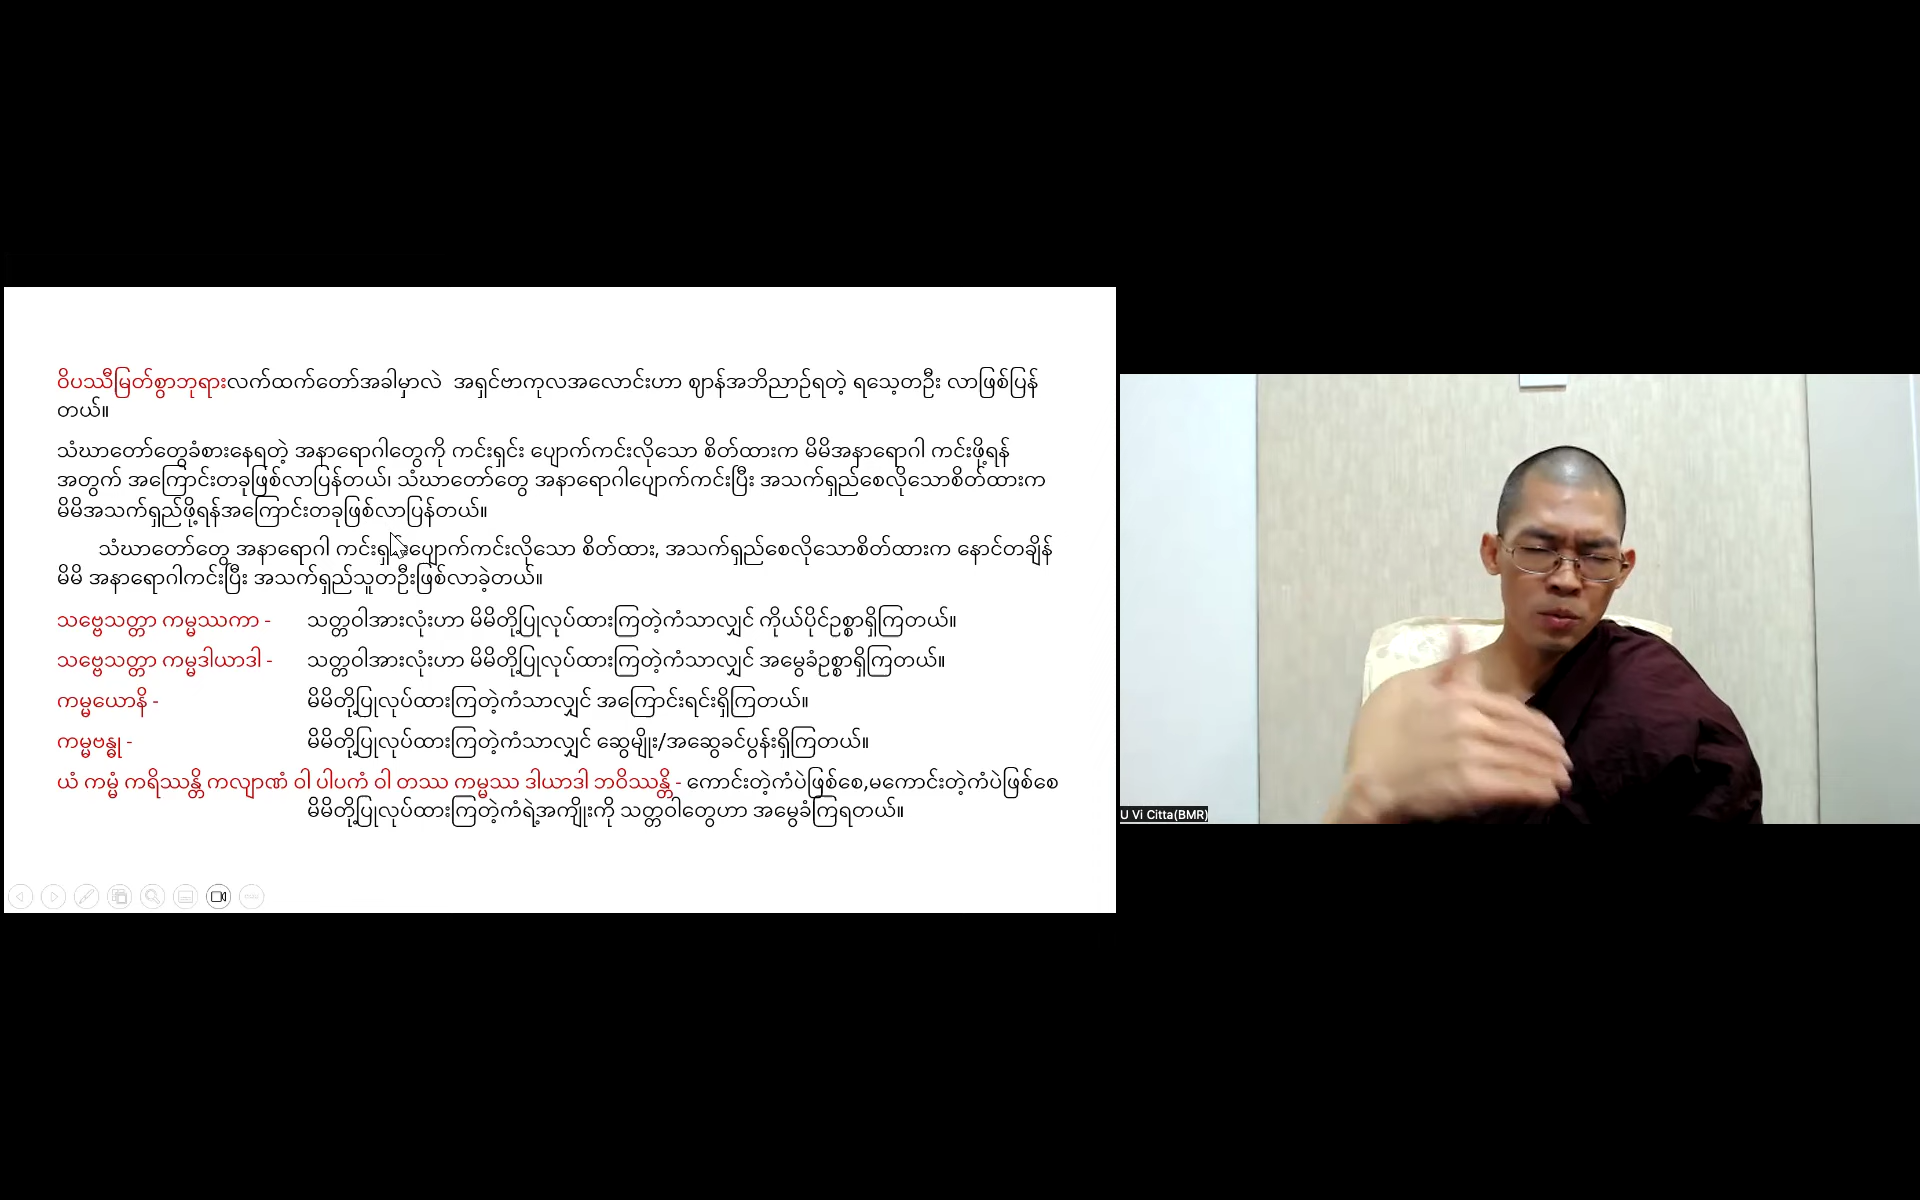 ဝိပဿီမြတ်စွာဘုရားလက်ထက်တော်အခါမှာလဲ အရှင်ဗာကုလအလောင်းဟာ ဈာန်အဘိညာဉ်ရတဲ့ ရသေ့တဦး လာဖြစ်ပြန်
တယ်။
သံဃာတော်တွေခံစားနေရတဲ့ အနာရောဂါတွေကို ကင်းရှင်း ပျောက်ကင်းလိုသော စိတ်ထားက မိမိအနာရောဂါ ကင်းဖို့ရန်
အတွက် အကြောင်းတခုဖြစ်လာပြန်တယ်၊ သံဃာတော်တွေ အနာရောဂါပျောက်ကင်းပြီး အသက်ရှည်စေလိုသောစိတ်ထားက
မိမိအသက်ရှည်ဖို့ရန်အကြောင်းတခုဖြစ်လာပြန်တယ်။
သံဃာတော်တွေ အနာရောဂါ ကင်းရှင်းပျောက်ကင်းလိုသော စိတ်ထား, အသက်ရှည်စေလိုသောစိတ်ထားက နောင်တချိန်
မိမိ အနာရောဂါကင်းပြီး အသက်ရှည်သူတဦးဖြစ်လာခဲ့တယ်။
သဗ္ဗေသတ္တာ ကမ္မဿကာ - သတ္တဝါအားလုံးဟာ မိမိတို့ပြုလုပ်ထားကြတဲ့ကံသာလျှင် ကိုယ်ပိုင်ဥစ္စာရှိကြတယ်။
သဗ္ဗေသတ္တာ ကမ္မဒါယာဒါ - သတ္တဝါအားလုံးဟာ မိမိတို့ပြုလုပ်ထားကြတဲ့ကံသာလျှင် အမွေခံဥစ္စာရှိကြတယ်။
ကမ္မယောနိ - မိမိတို့ပြုလုပ်ထားကြတဲ့ကံသာလျှင် အကြောင်းရင်းရှိကြတယ်။
ကမ္မဗန္ဓု - မိမိတို့ပြုလုပ်ထားကြတဲ့ကံသာလျှင် ဆွေမျိုး/အဆွေခင်ပွန်းရှိကြတယ်။
ယံ ကမ္မံ ကရိဿန္တိ ကလျာဏံ ဝါ ပါပကံ ဝါ တဿ ကမ္မဿ ဒါယာဒါ ဘဝိဿန္တိ - ကောင်းတဲ့ကံပဲဖြစ်စေ,မကောင်းတဲ့ကံပဲဖြစ်စေ
မိမိတို့ပြုလုပ်ထားကြတဲ့ကံရဲ့အကျိုးကို သတ္တဝါတွေဟာ အမွေခံကြရတယ်။
U Vi Citta(BMR)